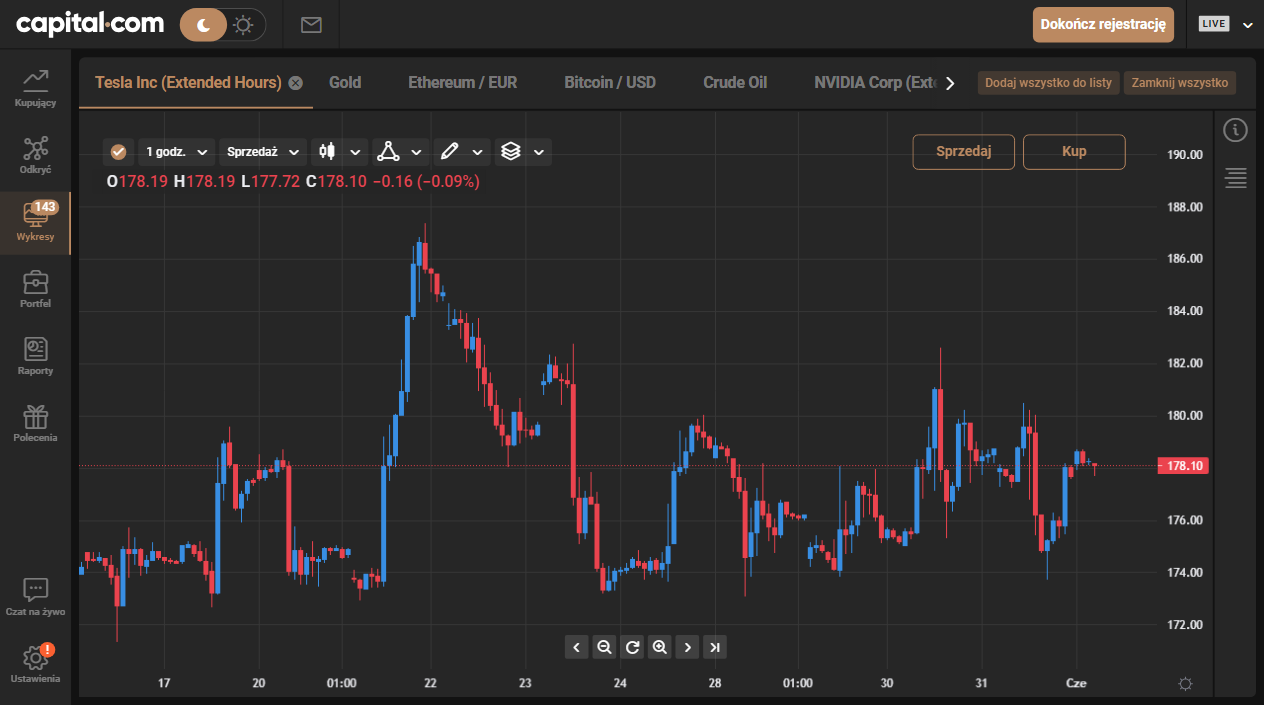 capital.com
Dokończ rejestrację
LIVE
Kupujący
Odkryć
143
Wykresy
Portfel
Raporty
Polecenia
Czat na żywo
!
Ustawienia
Tesla Inc (Extended Hours) Gold Ethereum / EUR Bitcoin / USD Crude Oil NVIDIA Corp (Exte
Dodaj wszystko do listy Zamknij wszystko
1 godz. Sprzedaż
Sprzedaj Kup
O178.19 H178.19 L177.72 C178.10 −0.16 (−0.09%)
190.00
188.00
186.00
184.00
182.00
180.00
178.10
176.00
174.00
172.00
17 20 01:00 22 23 24 28 01:00 30 31 Cze